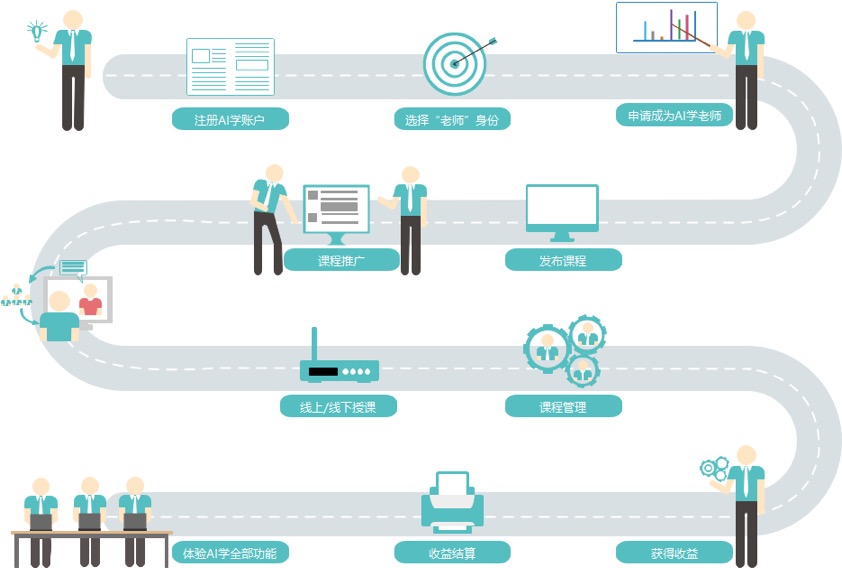 注册AI学账户
选择“老师”身份
申请成为AI学老师
课程推广
发布课程
线上/线下授课
课程管理
体验AI学全部功能
收益结算
获得收益